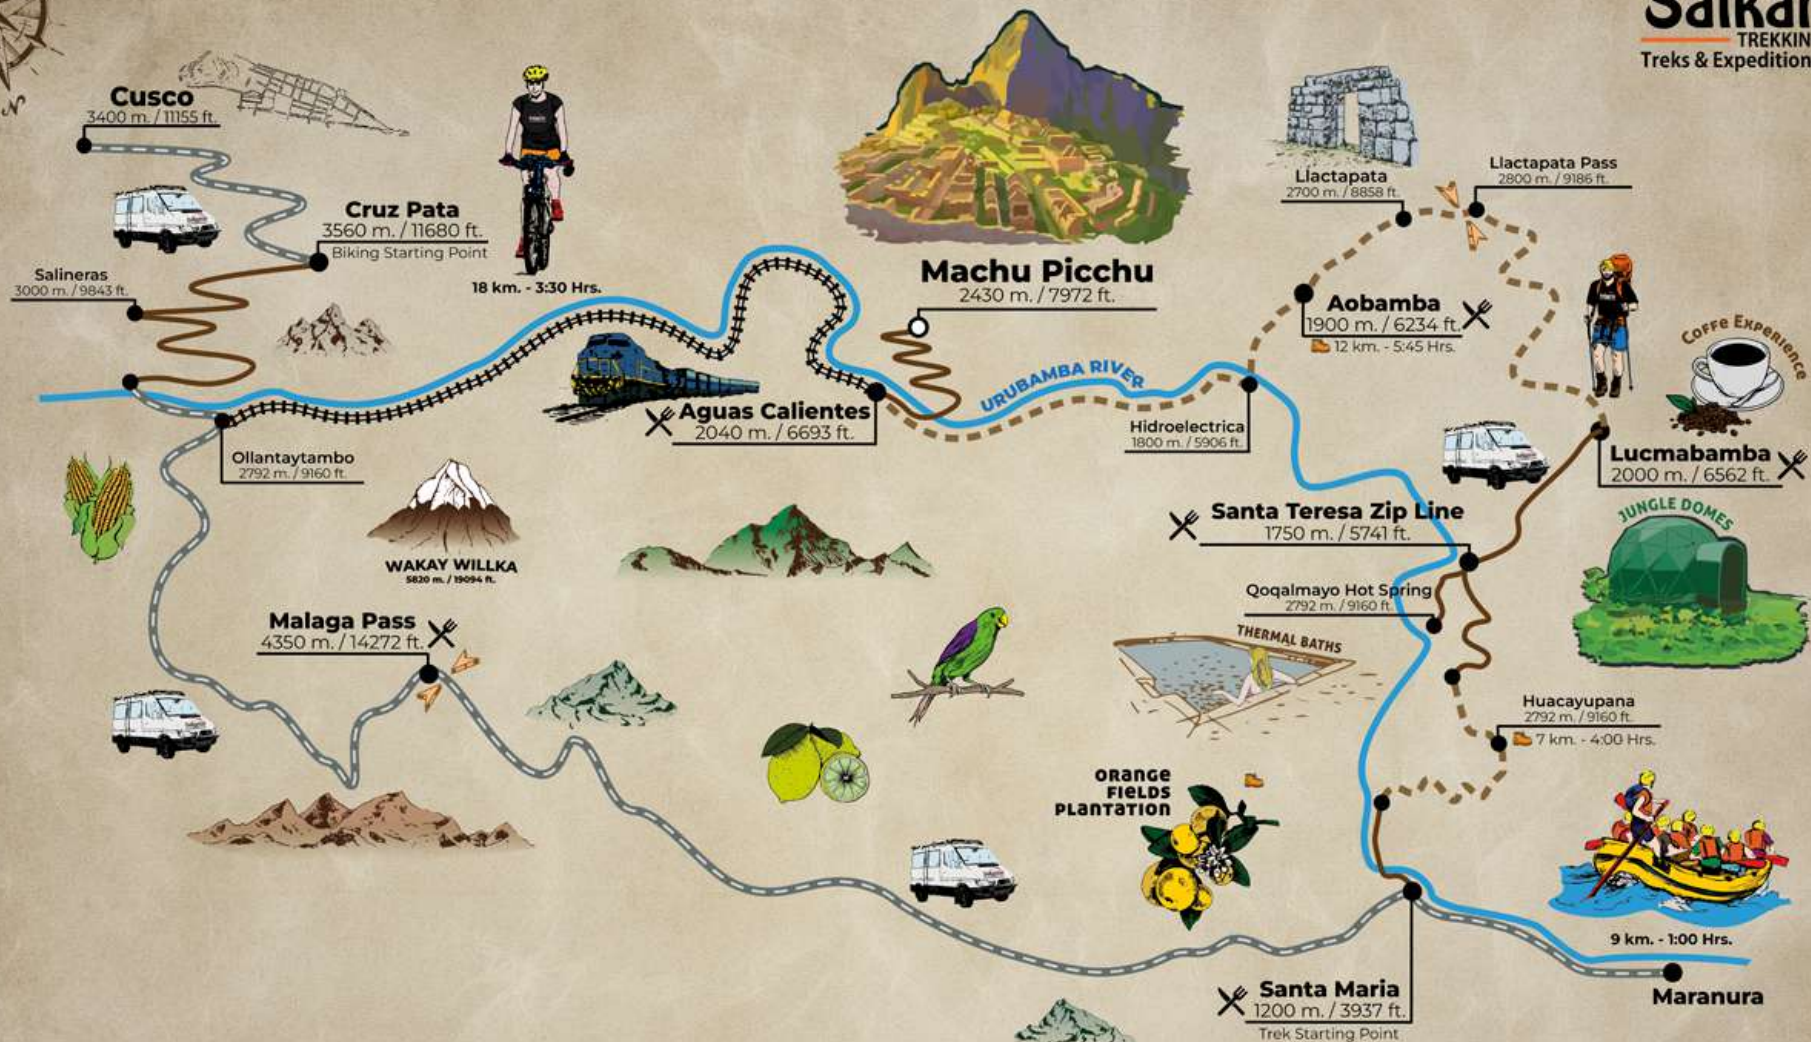 N
Salkan
TREKKIN
Treks & Expedition
Cusco
3400 m. / 11155 ft.
Cruz Pata
3560 m. / 11680 ft.
Biking Starting Point
Salineras
3000 m. / 9843 ft.
18 km. - 3:30 Hrs.
Machu Picchu
2430 m. / 7972 ft.
Llactapata
2700 m. / 8858 ft.
Llactapata Pass
2800 m. / 9186 ft.
Aobamba
1900 m. / 6234 ft.
12 km. - 5:45 Hrs.
COFFE EXPERIENCE
URUBAMBA RIVER
Aguas Calientes
2040 m. / 6693 ft.
Hidroelectrica
1800 m. / 5906 ft.
Ollantaytambo
2792 m. / 9160 ft.
Lucmabamba
2000 m. / 6562 ft.
WAKAY WILLKA
5820 m. / 19094 ft.
Santa Teresa Zip Line
1750 m. / 5741 ft.
JUNGLE DOMES
Qoqalmayo Hot Spring
2792 m. / 9160 ft.
Malaga Pass
4350 m. / 14272 ft.
THERMAL BATHS
Huacayupana
2792 m. / 9160 ft.
7 km. - 4:00 Hrs.
ORANGE
FIELDS
PLANTATION
9 km. - 1:00 Hrs.
Maranura
Santa Maria
1200 m. / 3937 ft.
Trek Starting Point